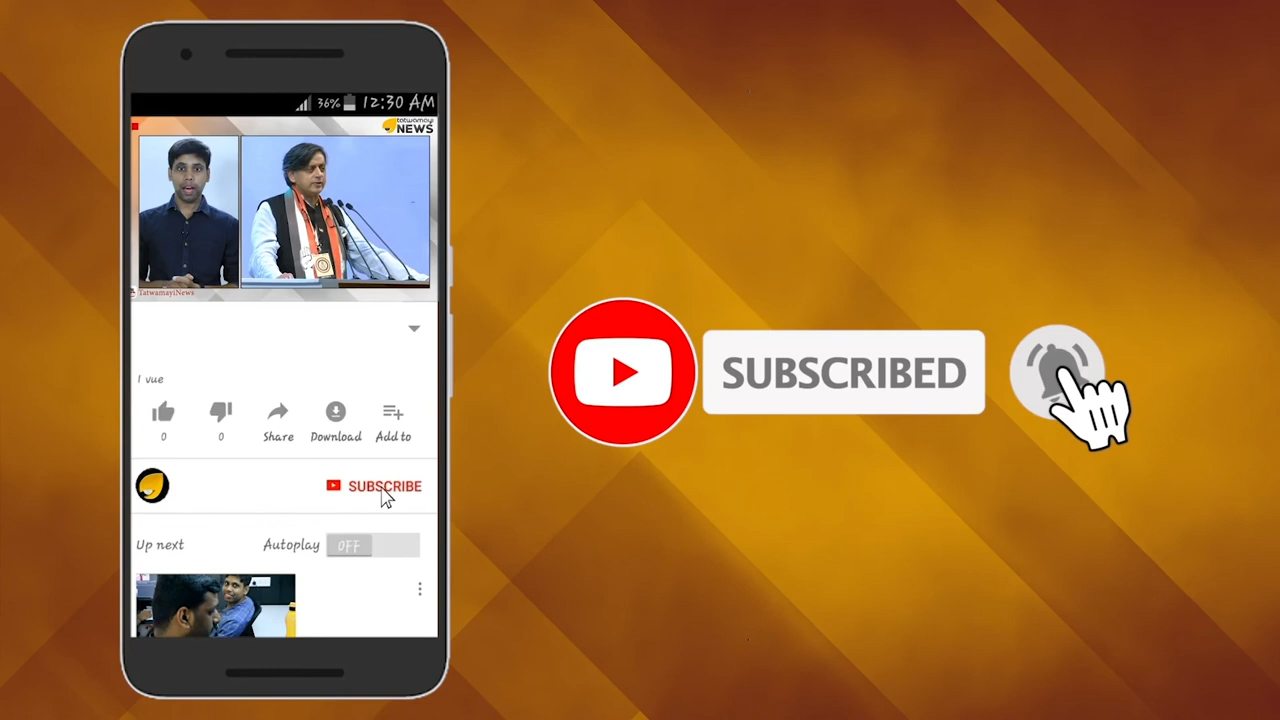 36% 12:30 AM
tatwamayi
NEWS
TatwamayiNews
1 vue
0 0 Share Download Add to
SUBSCRIBE
Up next Autoplay OFF
SUBSCRIBED